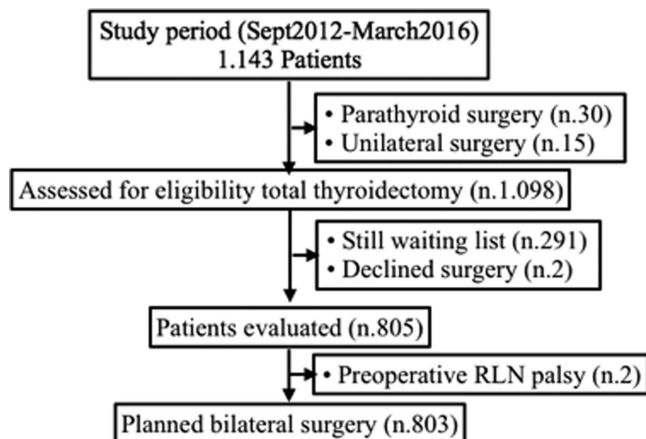 Study period (Sept2012-March2016)
1.143 Patients
• Parathyroid surgery (n.30)
• Unilateral surgery (n.15)
Assessed for eligibility total thyroidectomy (n.1.098)
• Still waiting list (n.291)
• Declined surgery (n.2)
Patients evaluated (n.805)
• Preoperative RLN palsy (n.2)
Planned bilateral surgery (n.803)